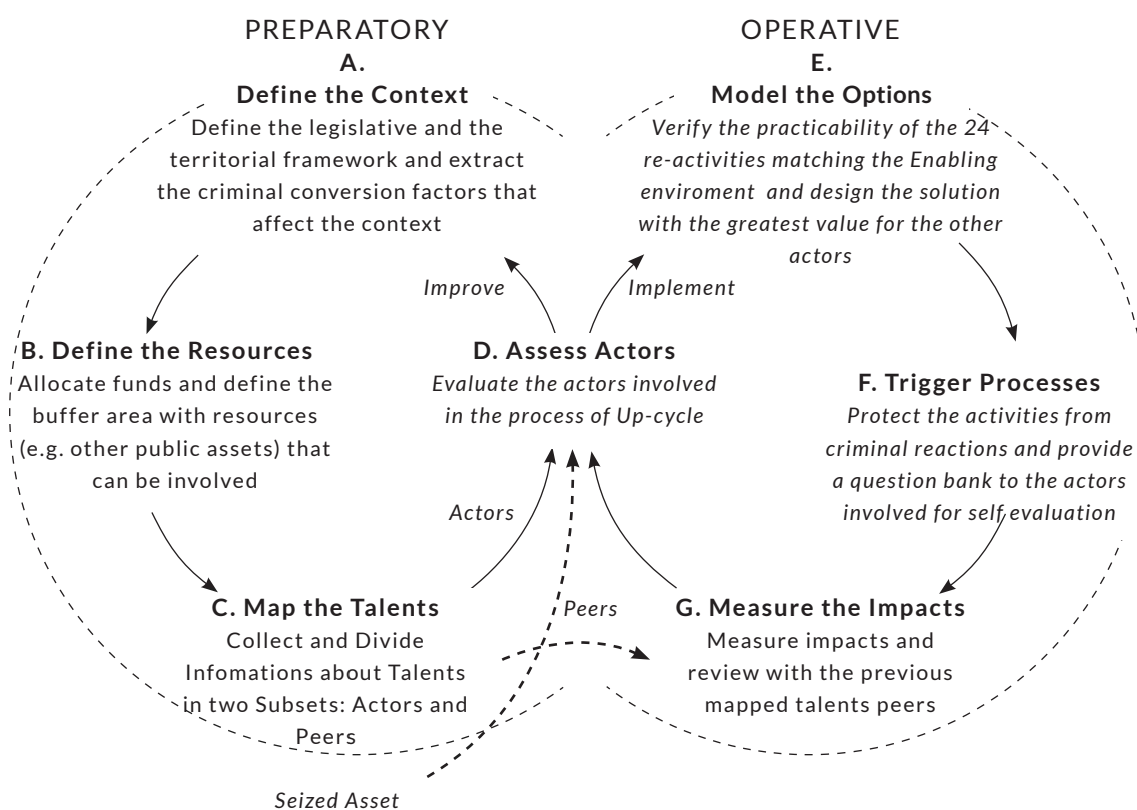 PREPARATORY
A.
Define the Context
Define the legislative and the
territorial framework and extract
the criminal conversion factors that
affect the context
OPERATIVE
E.
Model the Options
Verify the practicability of the 24
re-activities matching the Enabling
enviroment and design the solution
with the greatest value for the other
actors
Improve
Implement
B. Define the Resources
Allocate funds and define the
buffer area with resources
(e.g. other public assets) that
can be involved
D. Assess Actors
Evaluate the actors involved
in the process of Up-cycle
F. Trigger Processes
Protect the activities from
criminal reactions and provide
a question bank to the actors
involved for self evaluation
Actors
C. Map the Talents
Collect and Divide
Infomations about Talents
in two Subsets: Actors and
Peers
Peers
G. Measure the Impacts
Measure impacts and
review with the previous
mapped talents peers
Seized Asset